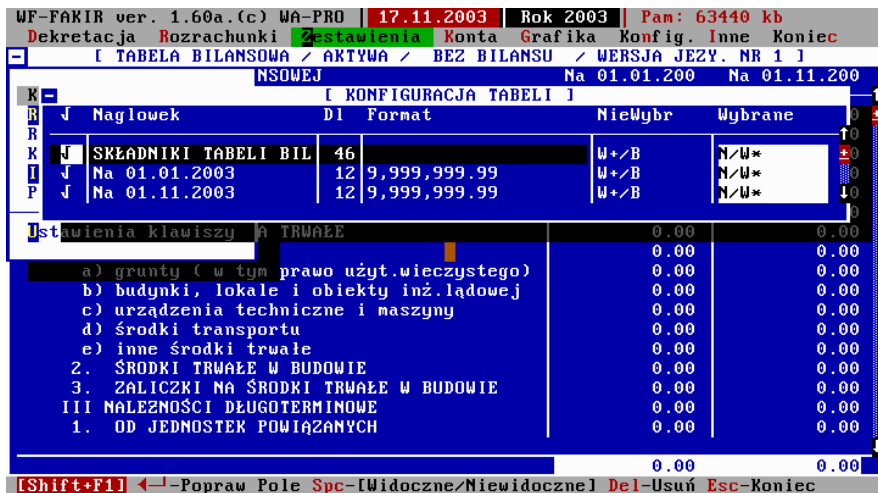 WF-FAKIR ver. 1.60a.(c) WA-PRO 17.11.2003 Rok 2003 Pam: 63440 kb
Dekretacja Rozrachunki Zestawienia Konta Grafika Konfig. Inne Koniec
[ TABELA BILANSOWA / AKTYWA / BEZ BILANSU / WERSJA JEZY. NR 1 ]
NSOWEJ Na 01.01.200 Na 01.11.200
K [ KONFIGURACJA TABELI ]
R √ Naglowek Dl Format NieWybr Wybrane 0
R 0
K √ SKŁADNIKI TABELI BIL 46 W+/B N/W* 0
I √ Na 01.01.2003 12 9,999,999.99 W+/B N/W* 0
P √ Na 01.11.2003 12 9,999,999.99 W+/B N/W* 0
0
Ustawienia klawiszy A TRWAŁE 0.00 0.00
0.00 0.00
a) grunty ( w tym prawo użyt.wieczystego) 0.00 0.00
b) budynki, lokale i obiekty inż.lądowej 0.00 0.00
c) urządzenia techniczne i maszyny 0.00 0.00
d) środki transportu 0.00 0.00
e) inne środki trwałe 0.00 0.00
2. ŚRODKI TRWAŁE W BUDOWIE 0.00 0.00
3. ZALICZKI NA ŚRODKI TRWAŁE W BUDOWIE 0.00 0.00
III NALEŻNOŚCI DŁUGOTERMINOWE 0.00 0.00
1. OD JEDNOSTEK POWIĄZANYCH 0.00 0.00
0.00 0.00
[Shift+F1] ◄─┘-Popraw Pole Spc-[Widoczne/Niewidoczne] Del-Usuń Esc-Koniec